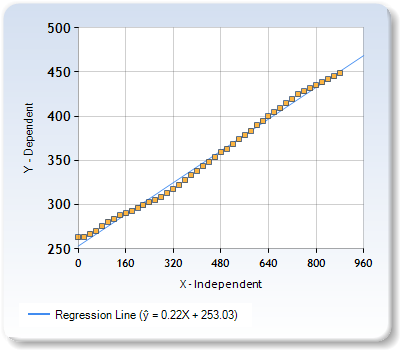 500
450
400
350
300
250
Y - Dependent
0 160 320 480 640 800 960
X - Independent
Regression Line (ŷ = 0.22X + 253.03)